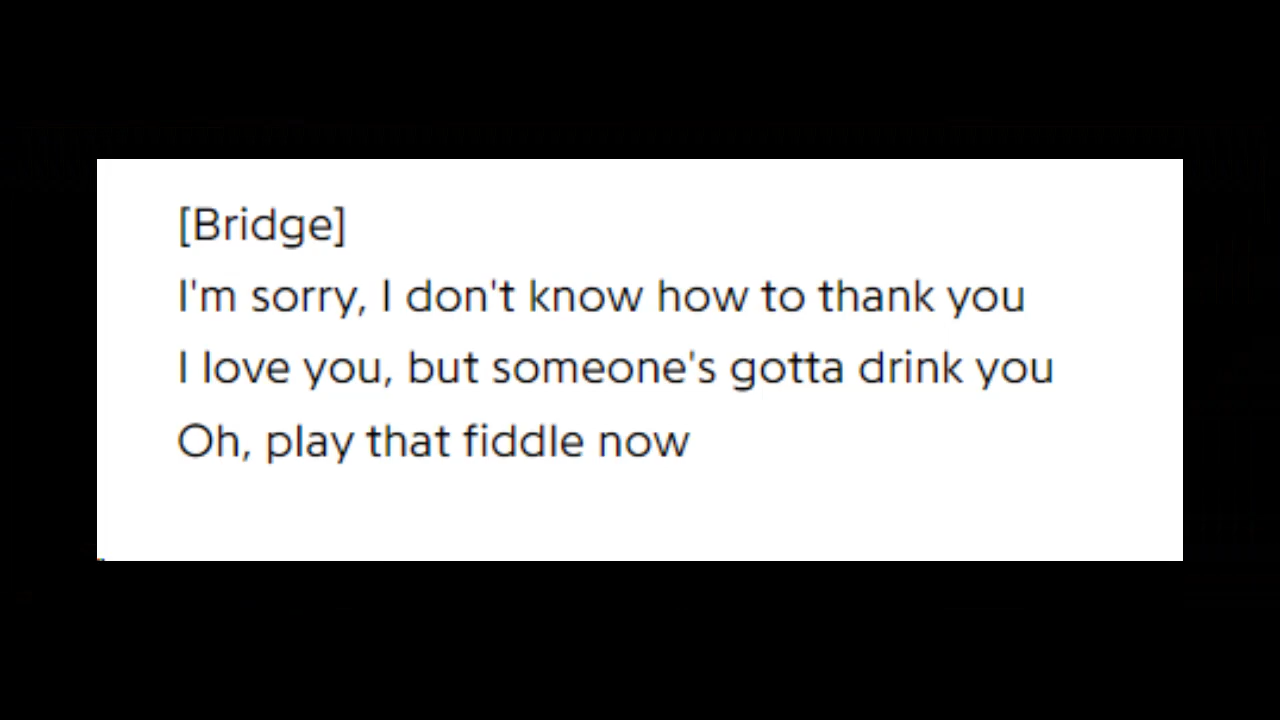 [Bridge]
I'm sorry, I don't know how to thank you
I love you, but someone's gotta drink you
Oh, play that fiddle now